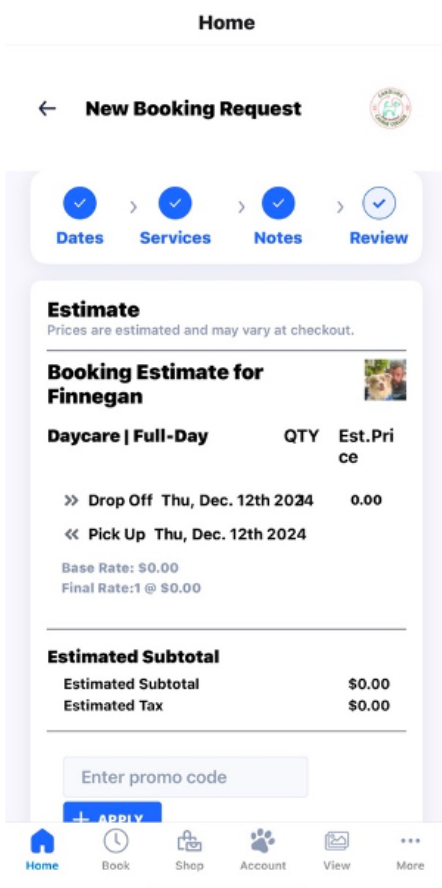 Home
New Booking Request
Dates
Services
Notes
Review
Estimate
Prices are estimated and may vary at checkout.
Booking Estimate for
Finnegan
Daycare | Full-Day QTY Est.Pri
ce
Drop Off Thu, Dec. 12th 2024 0.00
Pick Up Thu, Dec. 12th 2024
Base Rate: $0.00
Final Rate:1 @ $0.00
Estimated Subtotal
Estimated Subtotal $0.00
Estimated Tax $0.00
Enter promo code
+ APPLY
Home
Book
Shop
Account
View
More